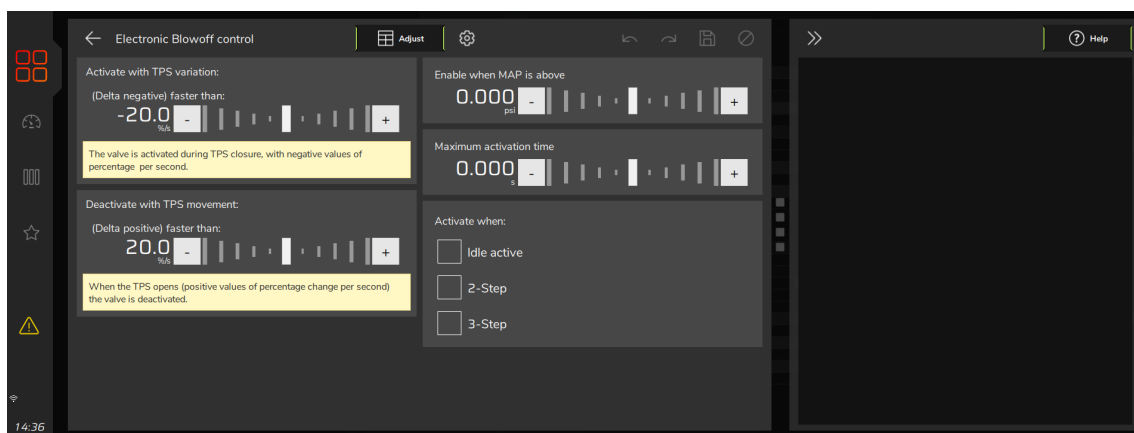 Electronic Blowoff control
Adjust
Help
Activate with TPS variation:
(Delta negative) faster than:
-20.0
%/s
-
+
The valve is activated during TPS closure, with negative values of
percentage per second.
Deactivate with TPS movement:
(Delta positive) faster than:
20.0
%/s
-
+
When the TPS opens (positive values of percentage change per second)
the valve is deactivated.
Enable when MAP is above
0.000
psi
-
+
Maximum activation time
0.000
s
-
+
Activate when:
Idle active
2-Step
3-Step
14:36